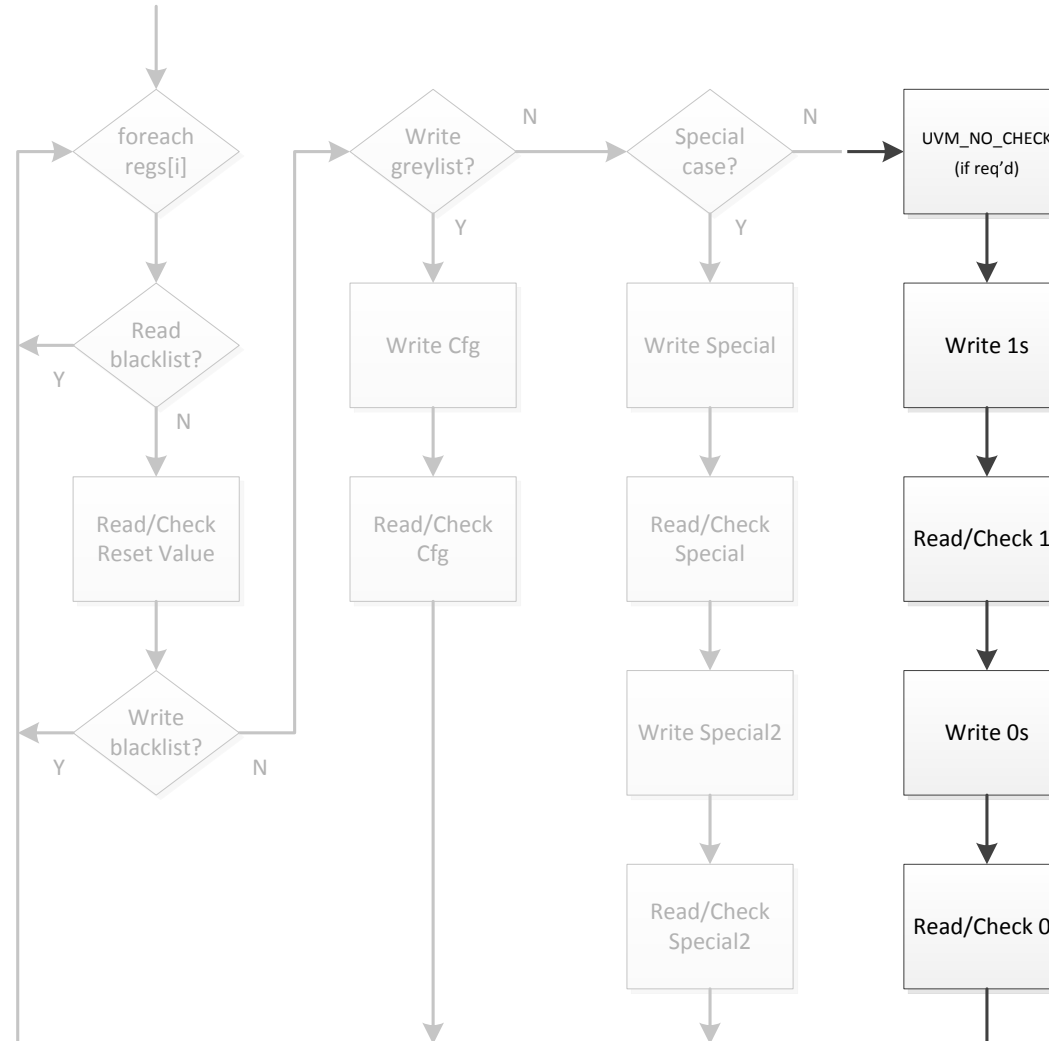 foreach
regs[i]
Y
Read
blacklist?
N
Read/Check
Reset Value
Write
blacklist?
Y
N
Write
greylist?
N
Y
Write Cfg
Read/Check
Cfg
Special
case?
N
Y
Write Special
Read/Check
Special
Write Special2
Read/Check
Special2
UVM_NO_CHECK
(if req’d)
Write 1s
Read/Check 1
Write 0s
Read/Check 0